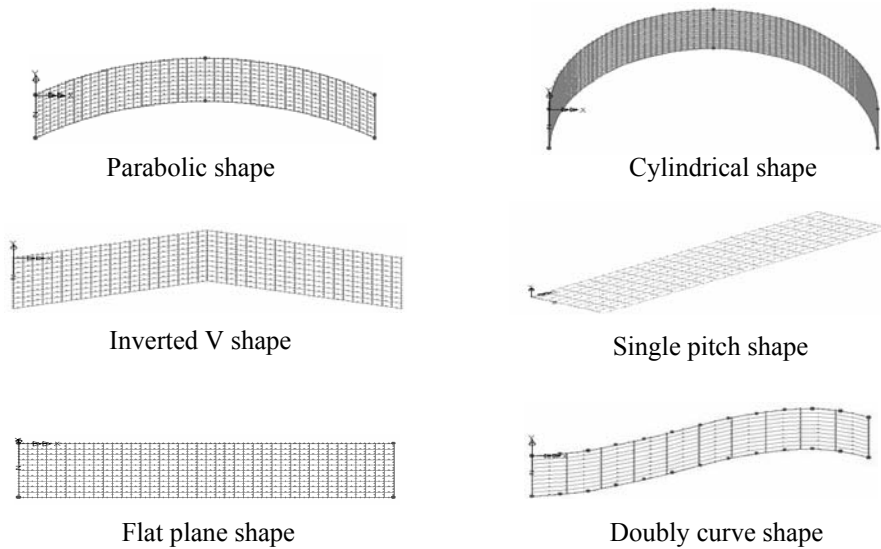 Parabolic shape
Cylindrical shape
Inverted V shape
Single pitch shape
Flat plane shape
Doubly curve shape